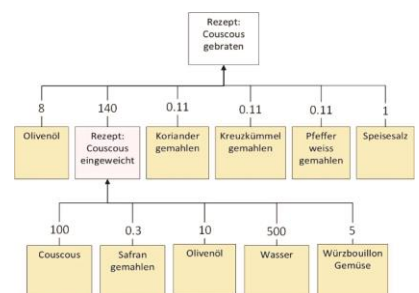 Rezept:
Couscous
gebraten
8 140 0.11 0.11 0.11 1
Olivenöl
Rezept:
Couscous
eingeweicht
Koriander
gemahlen
Kreuzkümmel
gemahlen
Pfeffer
weiss
gemahlen
Speisesalz
100 0.3 10 500 5
Couscous
Safran
gemahlen
Olivenöl
Wasser
Würzbouillon
Gemüse